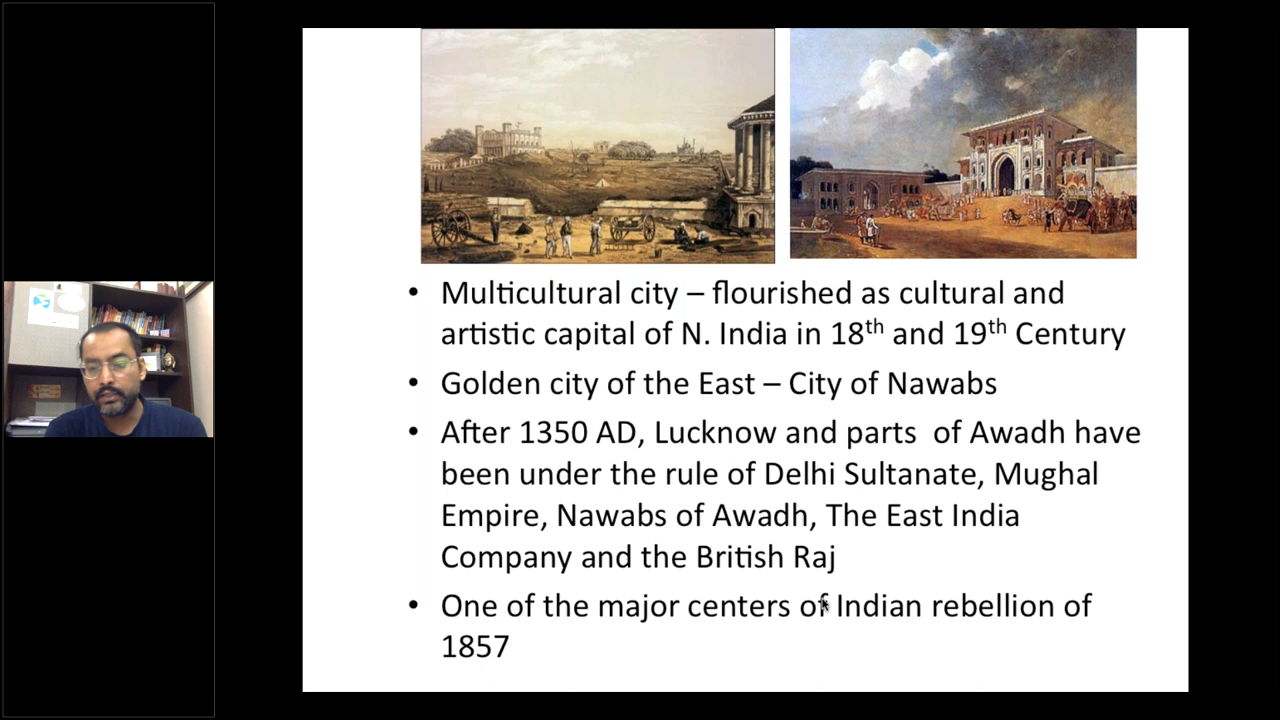 • Multicultural city – flourished as cultural and
artistic capital of N. India in 18th and 19th Century
• Golden city of the East – City of Nawabs
• After 1350 AD, Lucknow and parts  of Awadh have
been under the rule of Delhi Sultanate, Mughal
Empire, Nawabs of Awadh, The East India
Company and the British Raj
• One of the major centers of Indian rebellion of
1857